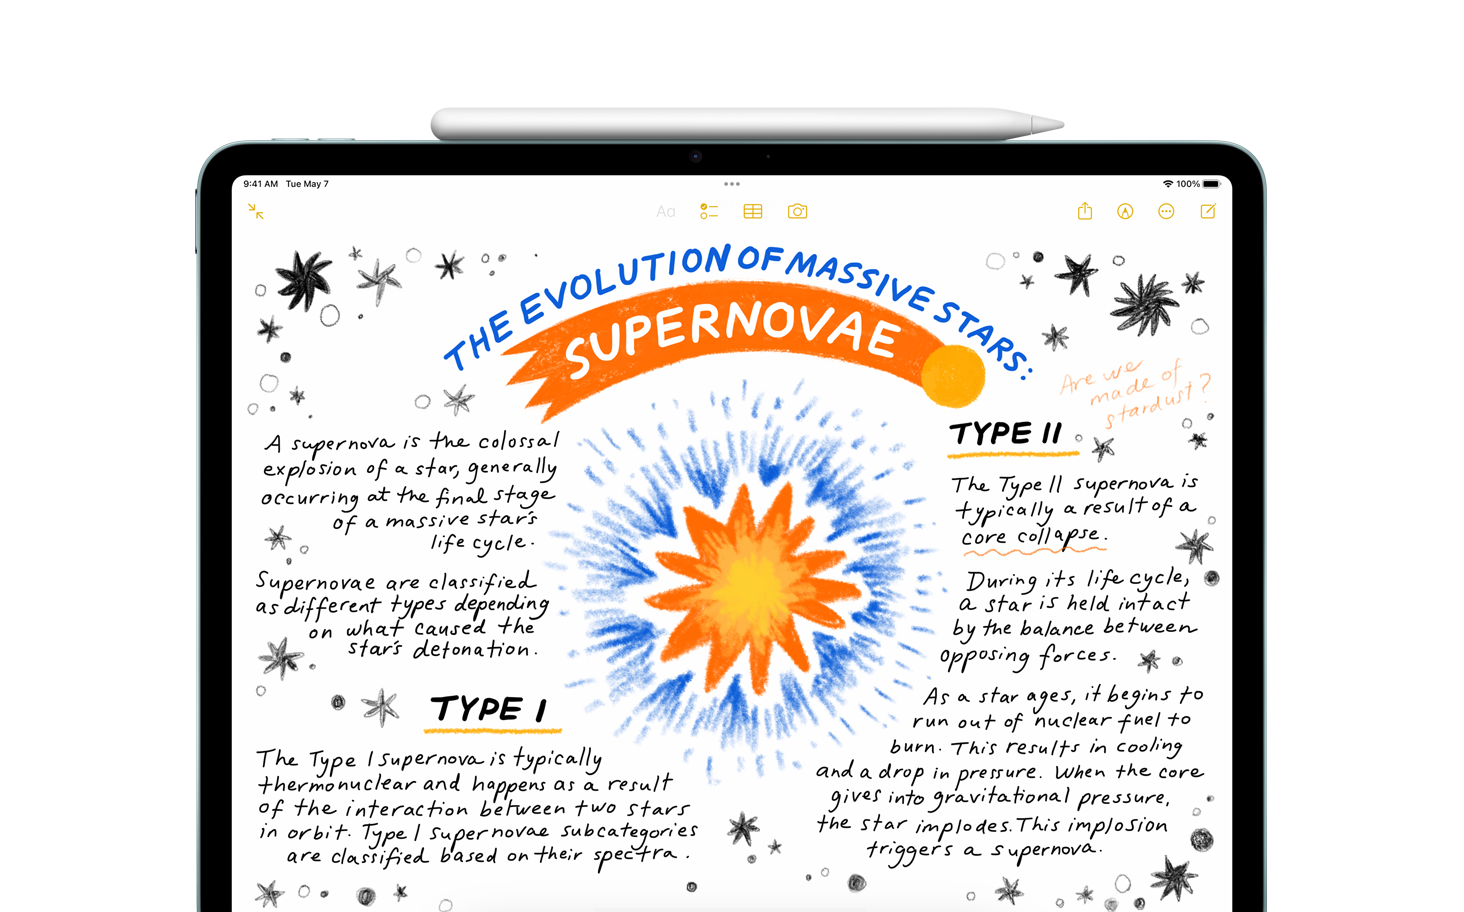 9:41 AM Tue May 7
100%
Aa
THE EVOLUTION OF MASSIVE STARS:
SUPERNOVAE
Are we
made of
stardust?
A supernova is the colossal
explosion of a star, generally
occurring at the final stage
of a massive star's
life cycle.
Supernovae are classified
as different types depending
on what caused the
star's detonation.
TYPE I
The Type I supernova is typically
thermonuclear and happens as a result
of the interaction between two stars
in orbit. Type I supernovae subcategories
are classified based on their spectra.
TYPE II
The Type II supernova is
typically a result of a
core collapse.
During its life cycle,
a star is held intact
by the balance between
opposing forces.
As a star ages, it begins to
run out of nuclear fuel to
burn. This results in cooling
and a drop in pressure. When the core
gives into gravitational pressure,
the star implodes. This implosion
triggers a supernova.